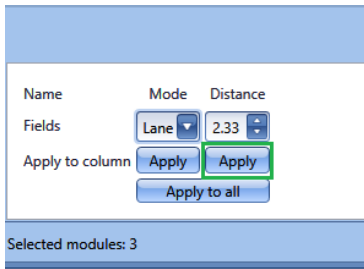 Name Mode Distance
Fields Lane 2.33
Apply to column Apply Apply
Apply to all
Selected modules: 3